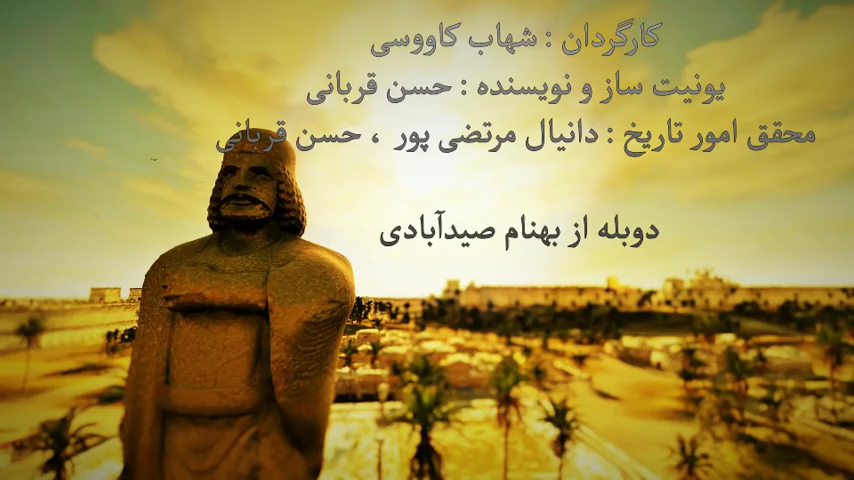 کارگردان : شهاب کاووسی
یونیت ساز و نویسنده : حسن قربانی
محقق امور تاریخ : دانیال مرتضی پور ، حسن قربانی
دوبله از بهنام صیدآبادی